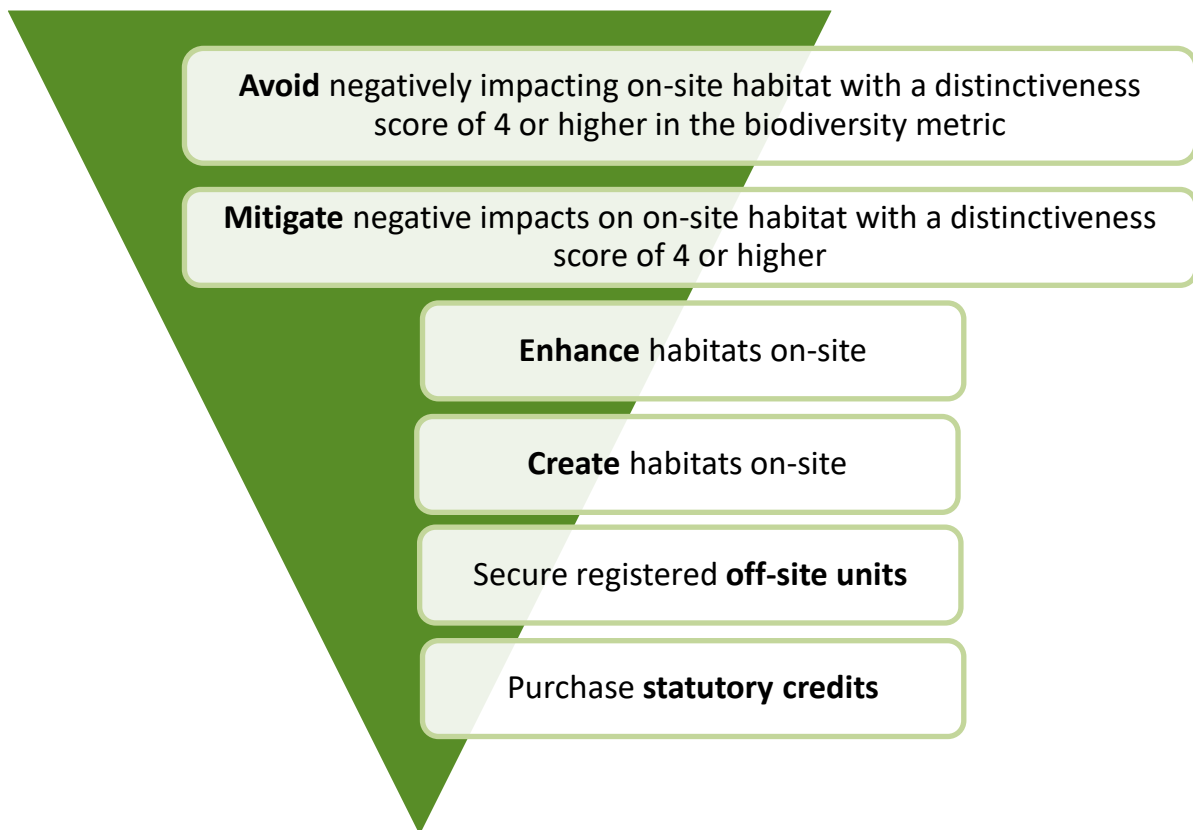 Avoid negatively impacting on-site habitat with a distinctiveness
score of 4 or higher in the biodiversity metric
Mitigate negative impacts on on-site habitat with a distinctiveness
score of 4 or higher
Enhance habitats on-site
Create habitats on-site
Secure registered off-site units
Purchase statutory credits